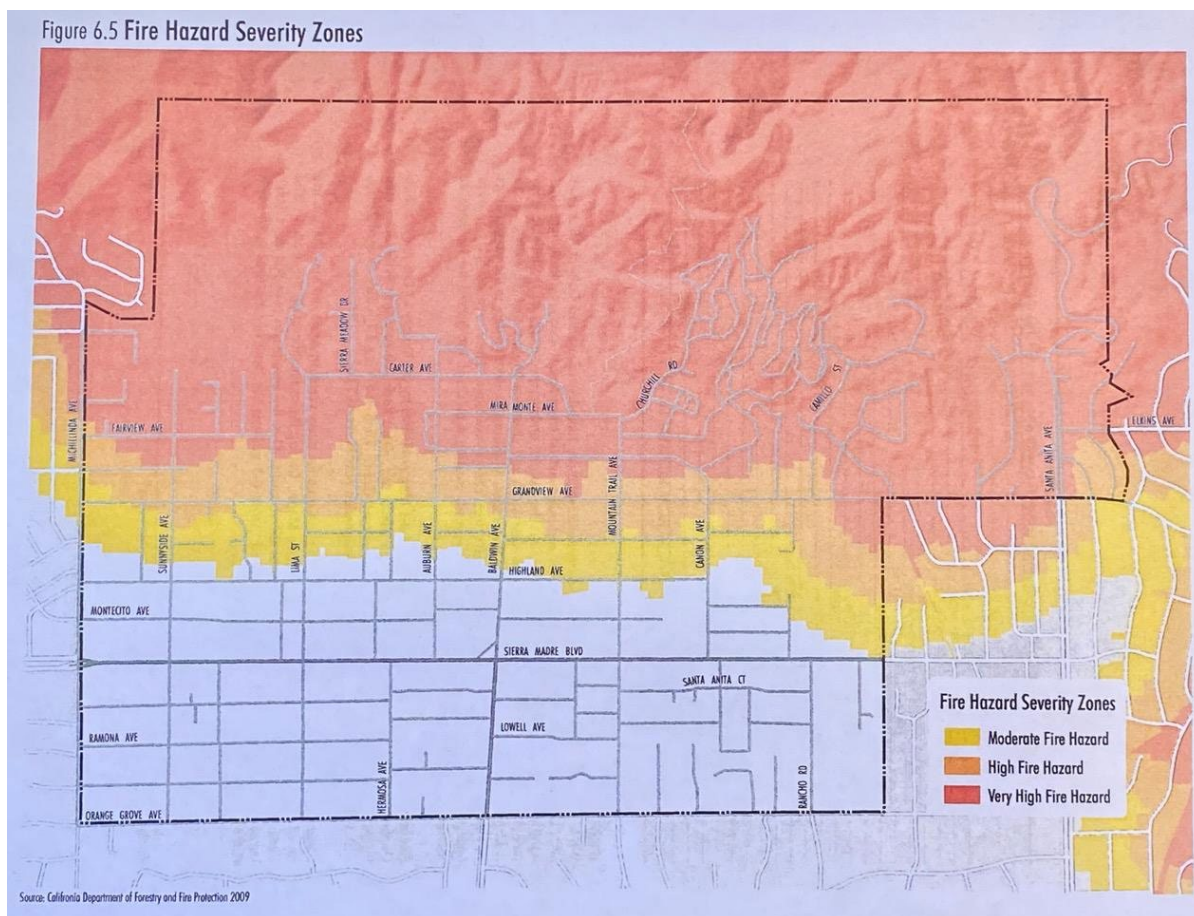 Figure 6.5 Fire Hazard Severity Zones
SIERRA MEADOW DR
CARTER AVE
CHURCHILL RD
CAMILLO ST
MIRA MONTE AVE
MICHILLINDA AVE
FAIRVIEW AVE
ELKINS AVE
SANTA ANITA AVE
GRANDVIEW AVE
MOUNTAIN TRAIL AVE
SUNNYSIDE AVE
LIMA ST
AUBURN AVE
BALDWIN AVE
CANON AVE
HIGHLAND AVE
MONTECITO AVE
SIERRA MADRE BLVD
SANTA ANITA CT
LOWELL AVE
RAMONA AVE
HERMOSA AVE
RANCHO RD
ORANGE GROVE AVE
Fire Hazard Severity Zones
Moderate Fire Hazard
High Fire Hazard
Very High Fire Hazard
Source: California Department of Forestry and Fire Protection 2009